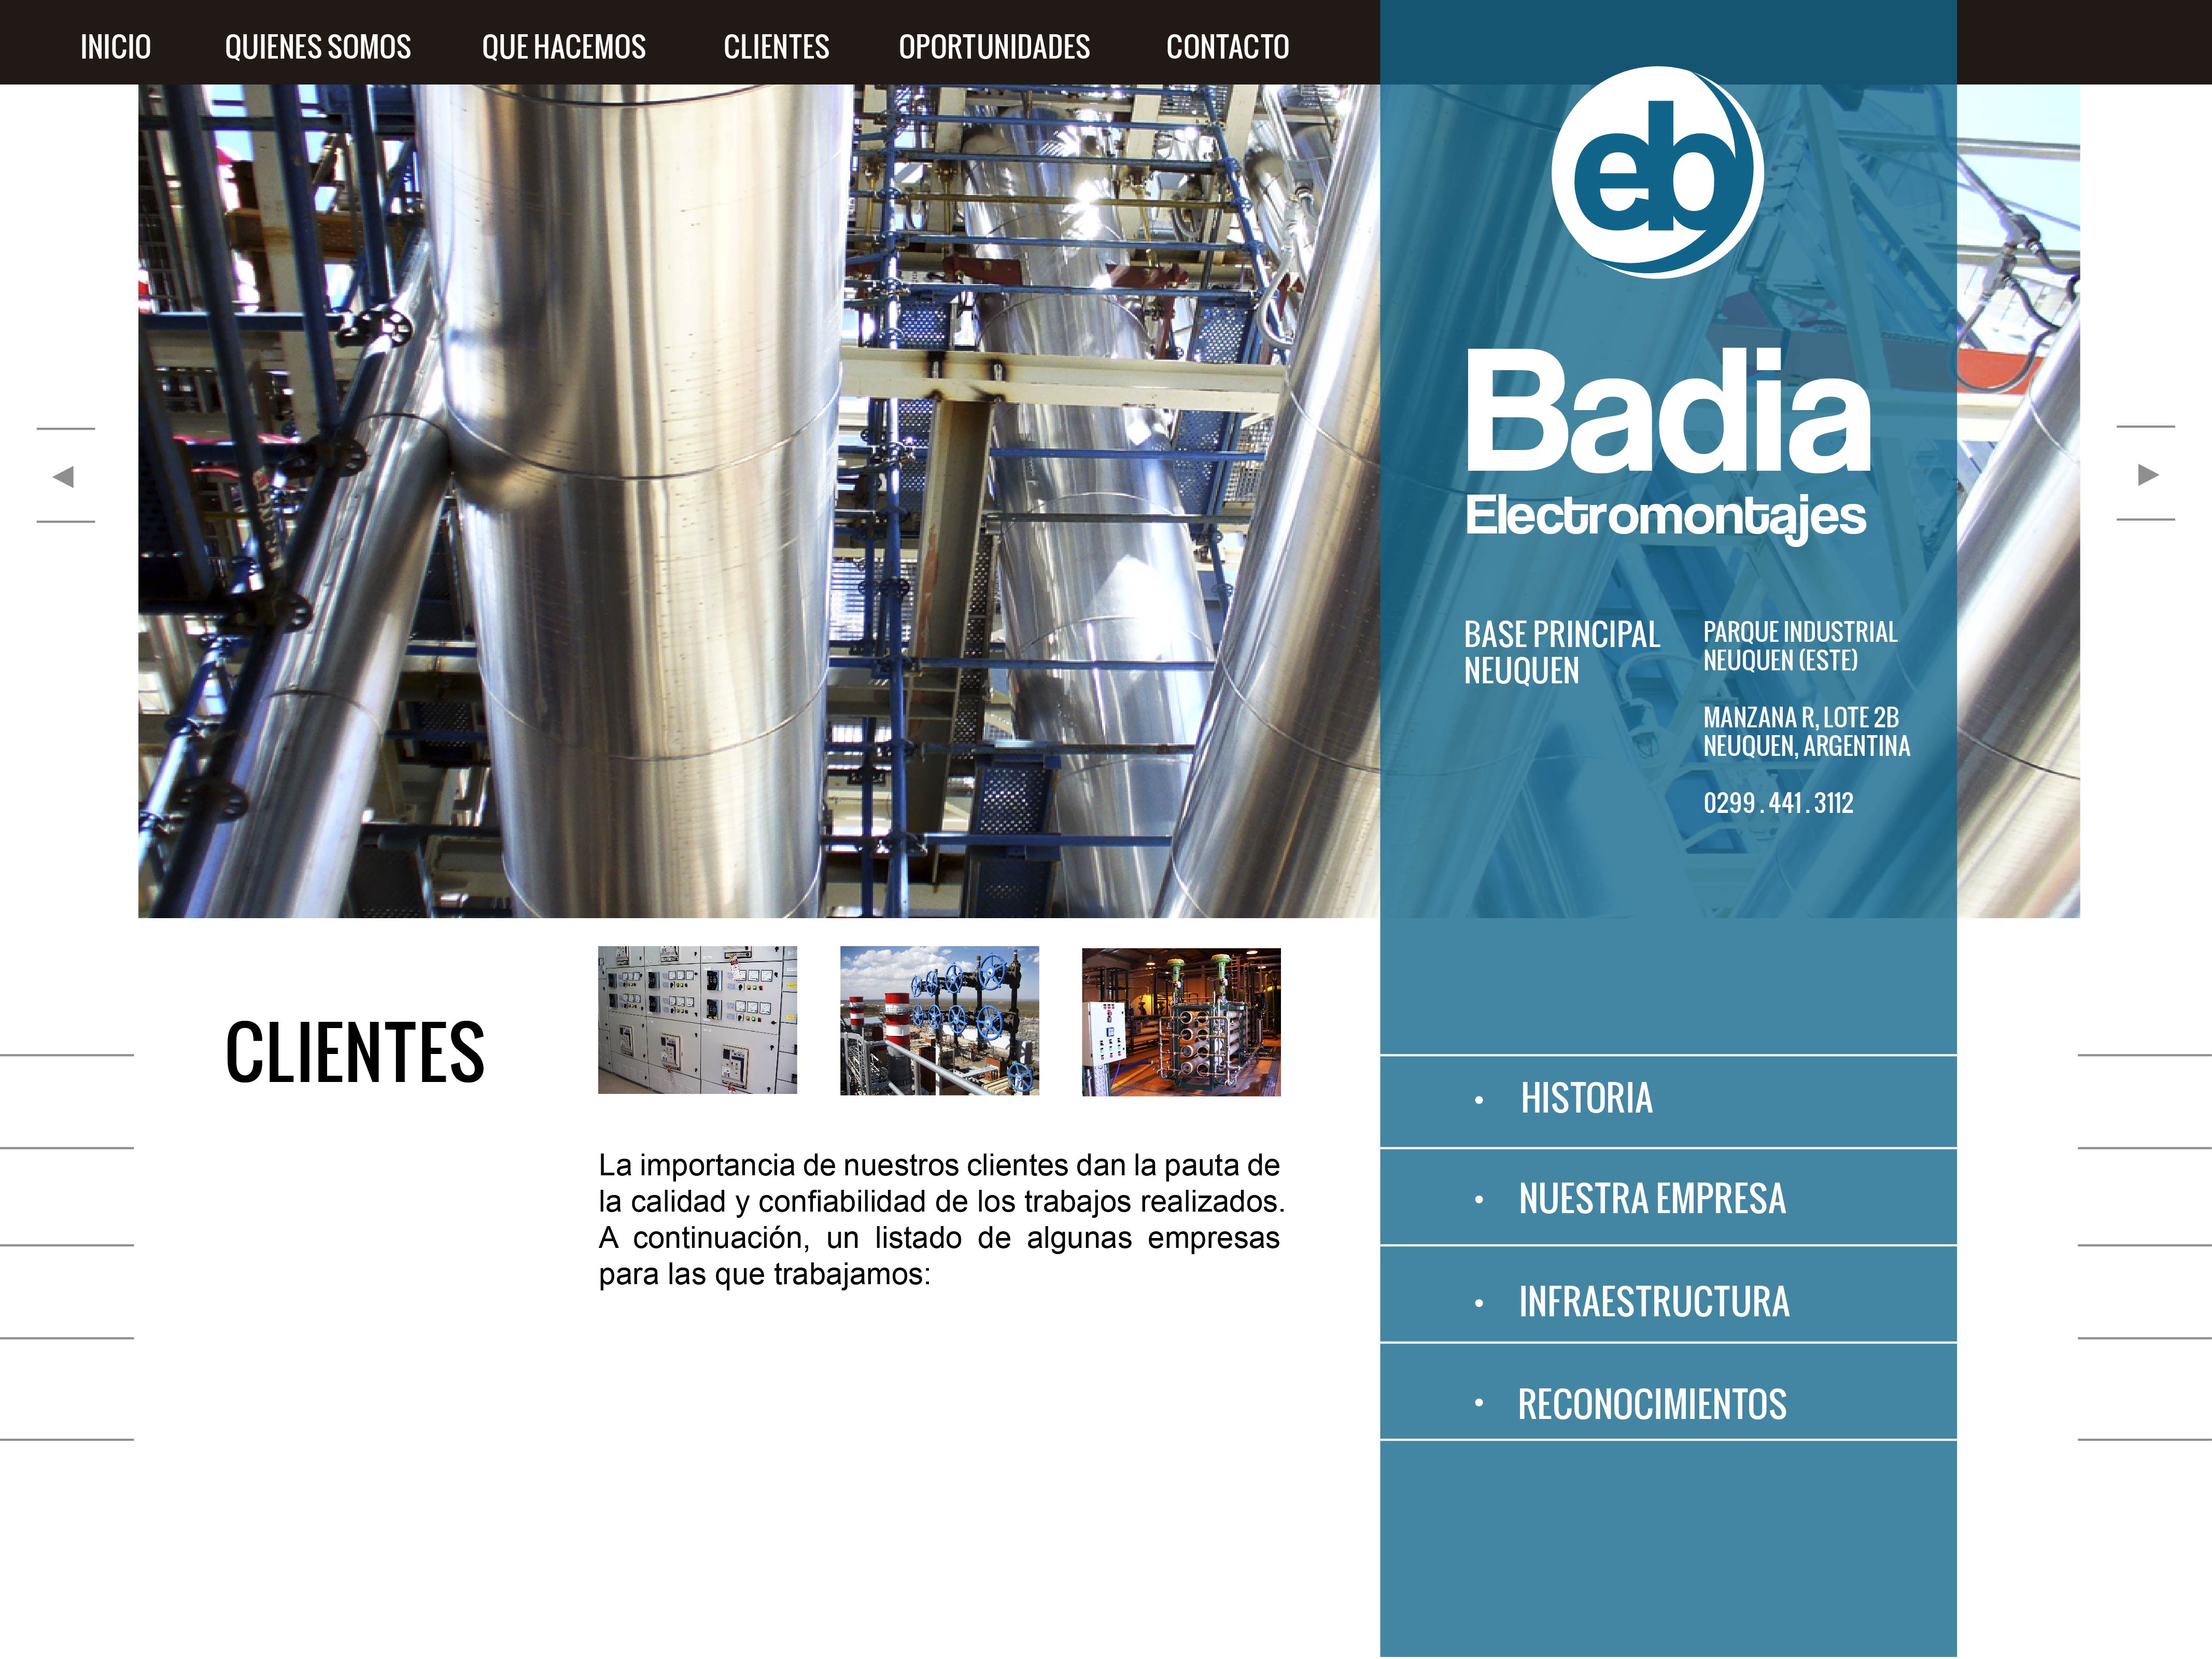 INICIO QUIENES SOMOS QUE HACEMOS CLIENTES OPORTUNIDADES CONTACTO
eb
Badia
Electromontajes
BASE PRINCIPAL
NEUQUEN
PARQUE INDUSTRIAL
NEUQUEN (ESTE)
MANZANA R, LOTE 2B
NEUQUEN, ARGENTINA
0299 . 441 . 3112
CLIENTES
La importancia de nuestros clientes dan la pauta de
la calidad y confiabilidad de los trabajos realizados.
A continuación, un listado de algunas empresas
para las que trabajamos:
• HISTORIA
• NUESTRA EMPRESA
• INFRAESTRUCTURA
• RECONOCIMIENTOS